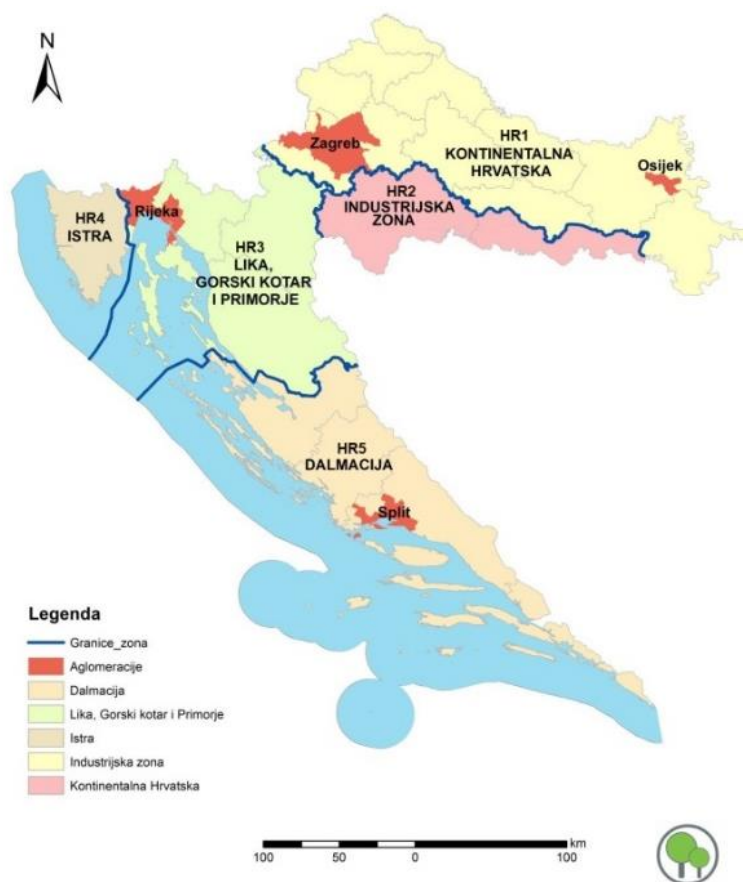 N
Zagreb
HR1
KONTINENTALNA
HRVATSKA
Osijek
HR2
INDUSTRIJSKA
ZONA
HR4
ISTRA
Rijeka
HR3
LIKA,
GORSKI KOTAR
I PRIMORJE
HR5
DALMACIJA
Split
Legenda
Granice_zona
Aglomeracije
Dalmacija
Lika, Gorski kotar i Primorje
Istra
Industrijska zona
Kontinentalna Hrvatska
km
100 50 0 100